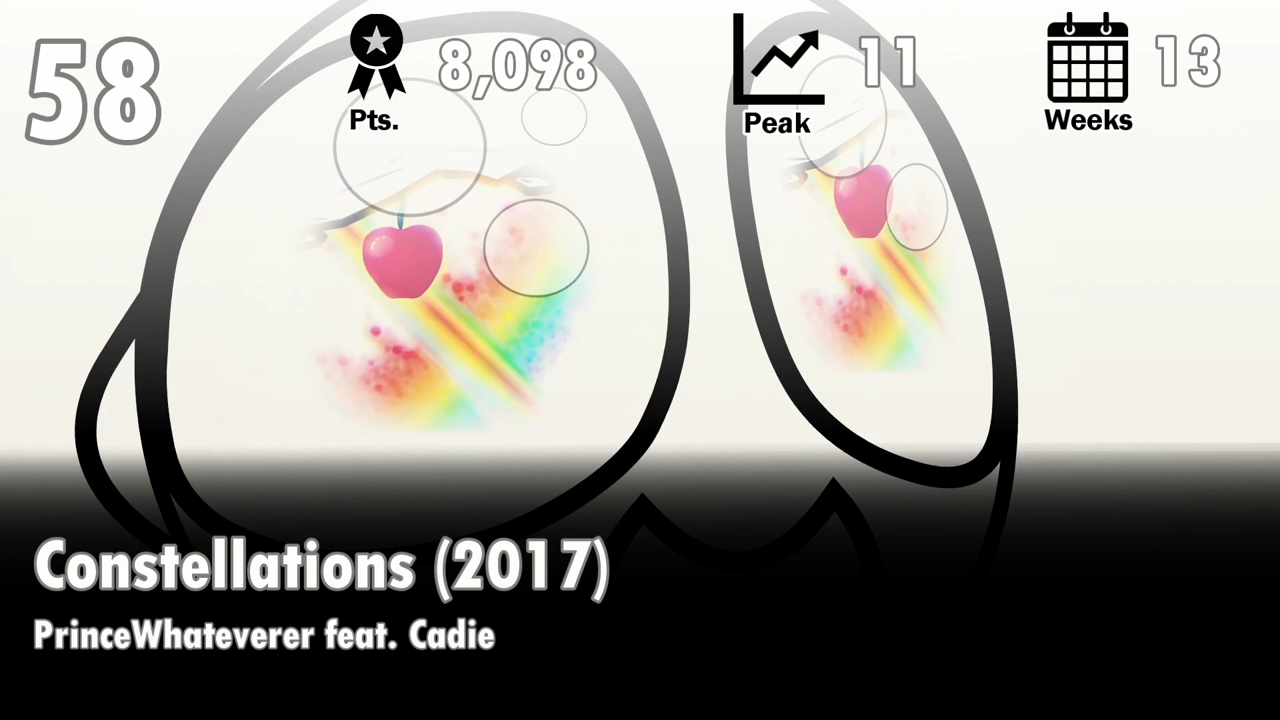 58
8,098
Pts.
11
Peak
13
Weeks
Constellations (2017)
PrinceWhateverer feat. Cadie